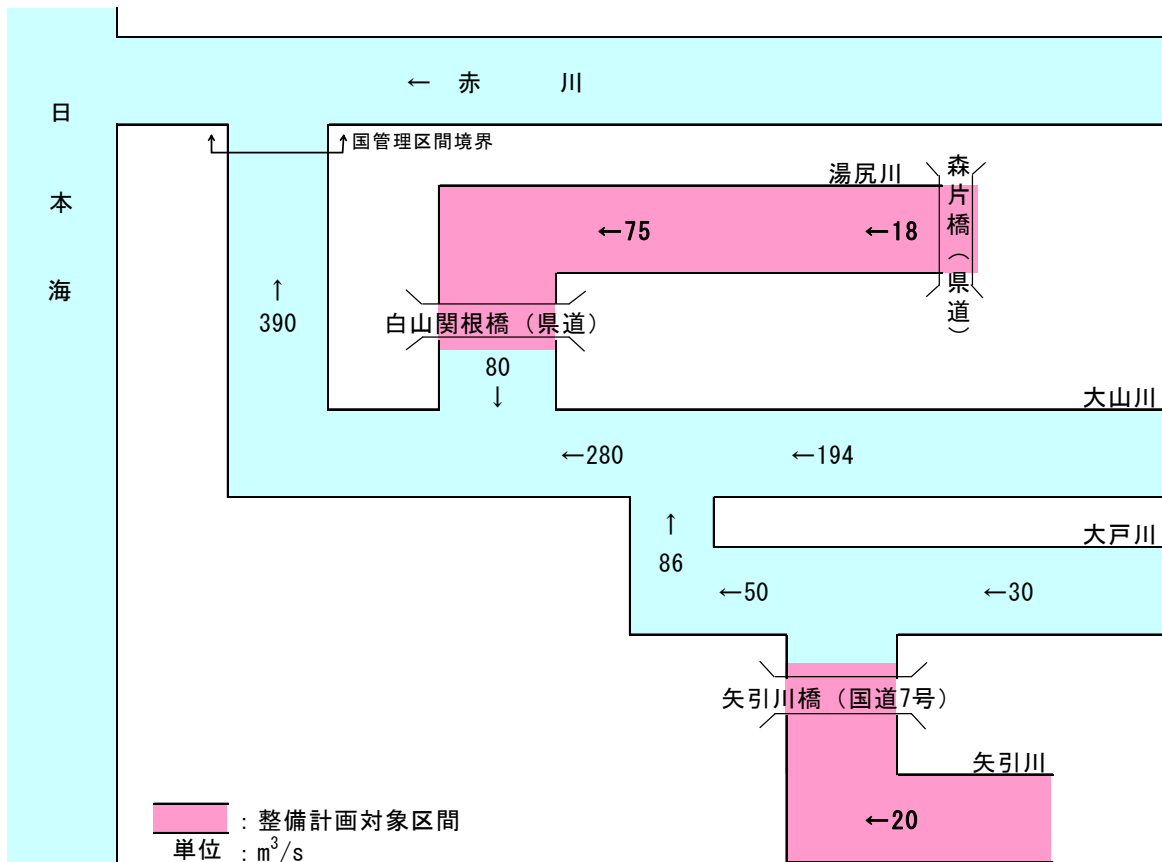 ← 赤 川
日本海
国管理区間境界
湯尻川
森片橋（県道）
←75
←18
↑
390
白山関根橋（県道）
80
↓
大山川
←280
←194
↑
86
大戸川
←50
←30
矢引川橋（国道7号）
矢引川
←20
：整備計画対象区間
単位：m³/s